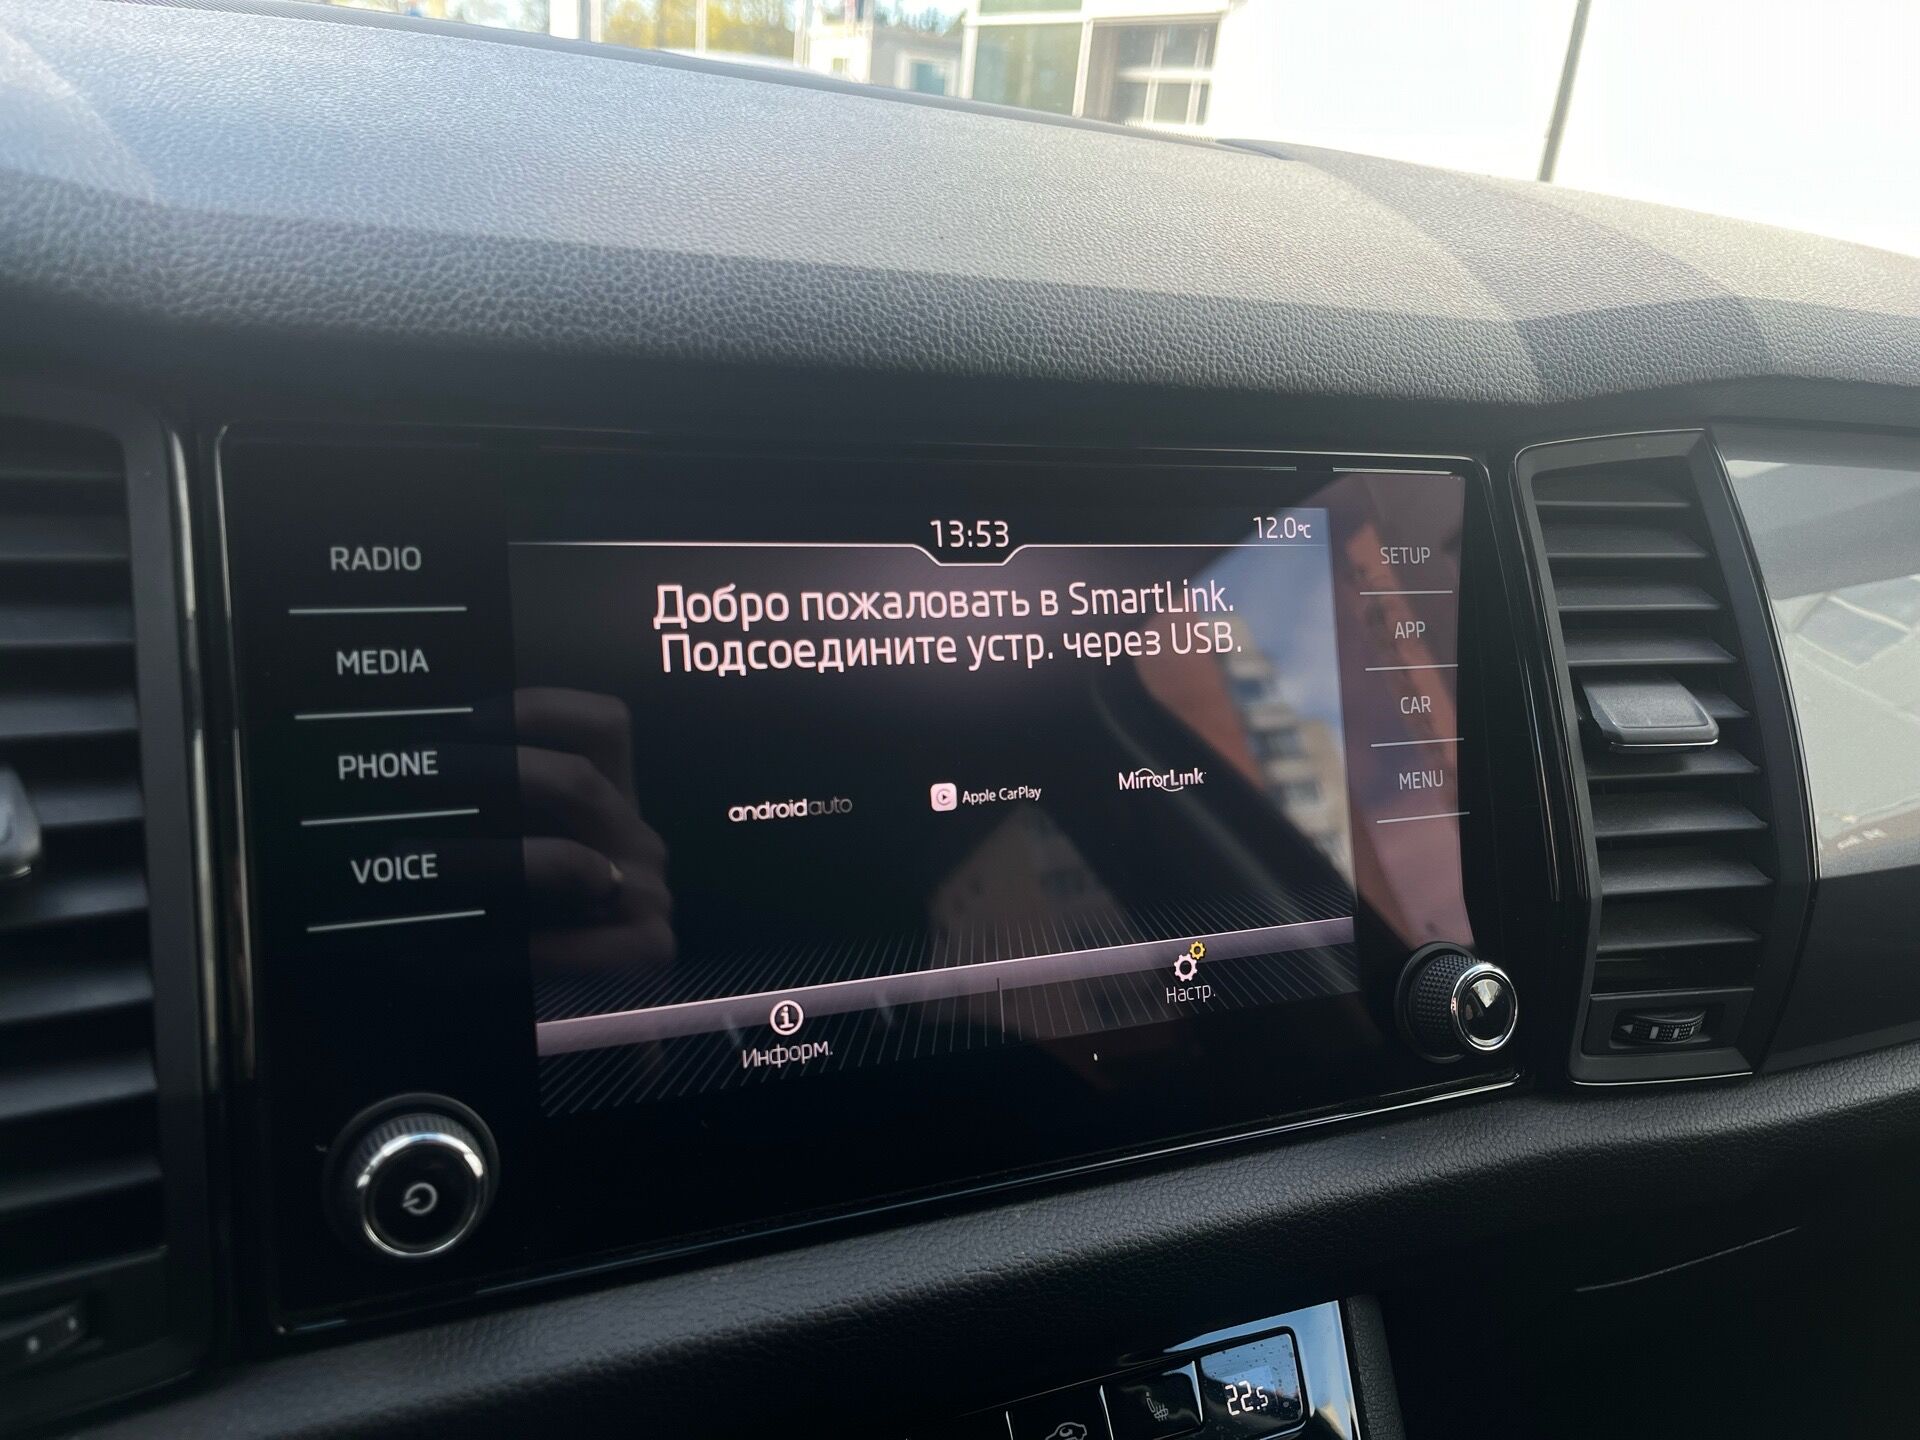 13:53
12.0°C
Добро пожаловать в SmartLink.
Подсоедините устр. через USB.
RADIO
MEDIA
PHONE
VOICE
androidauto
Apple CarPlay
MirrorLink
SETUP
APP
CAR
MENU
Информ.
Настр.
22.5